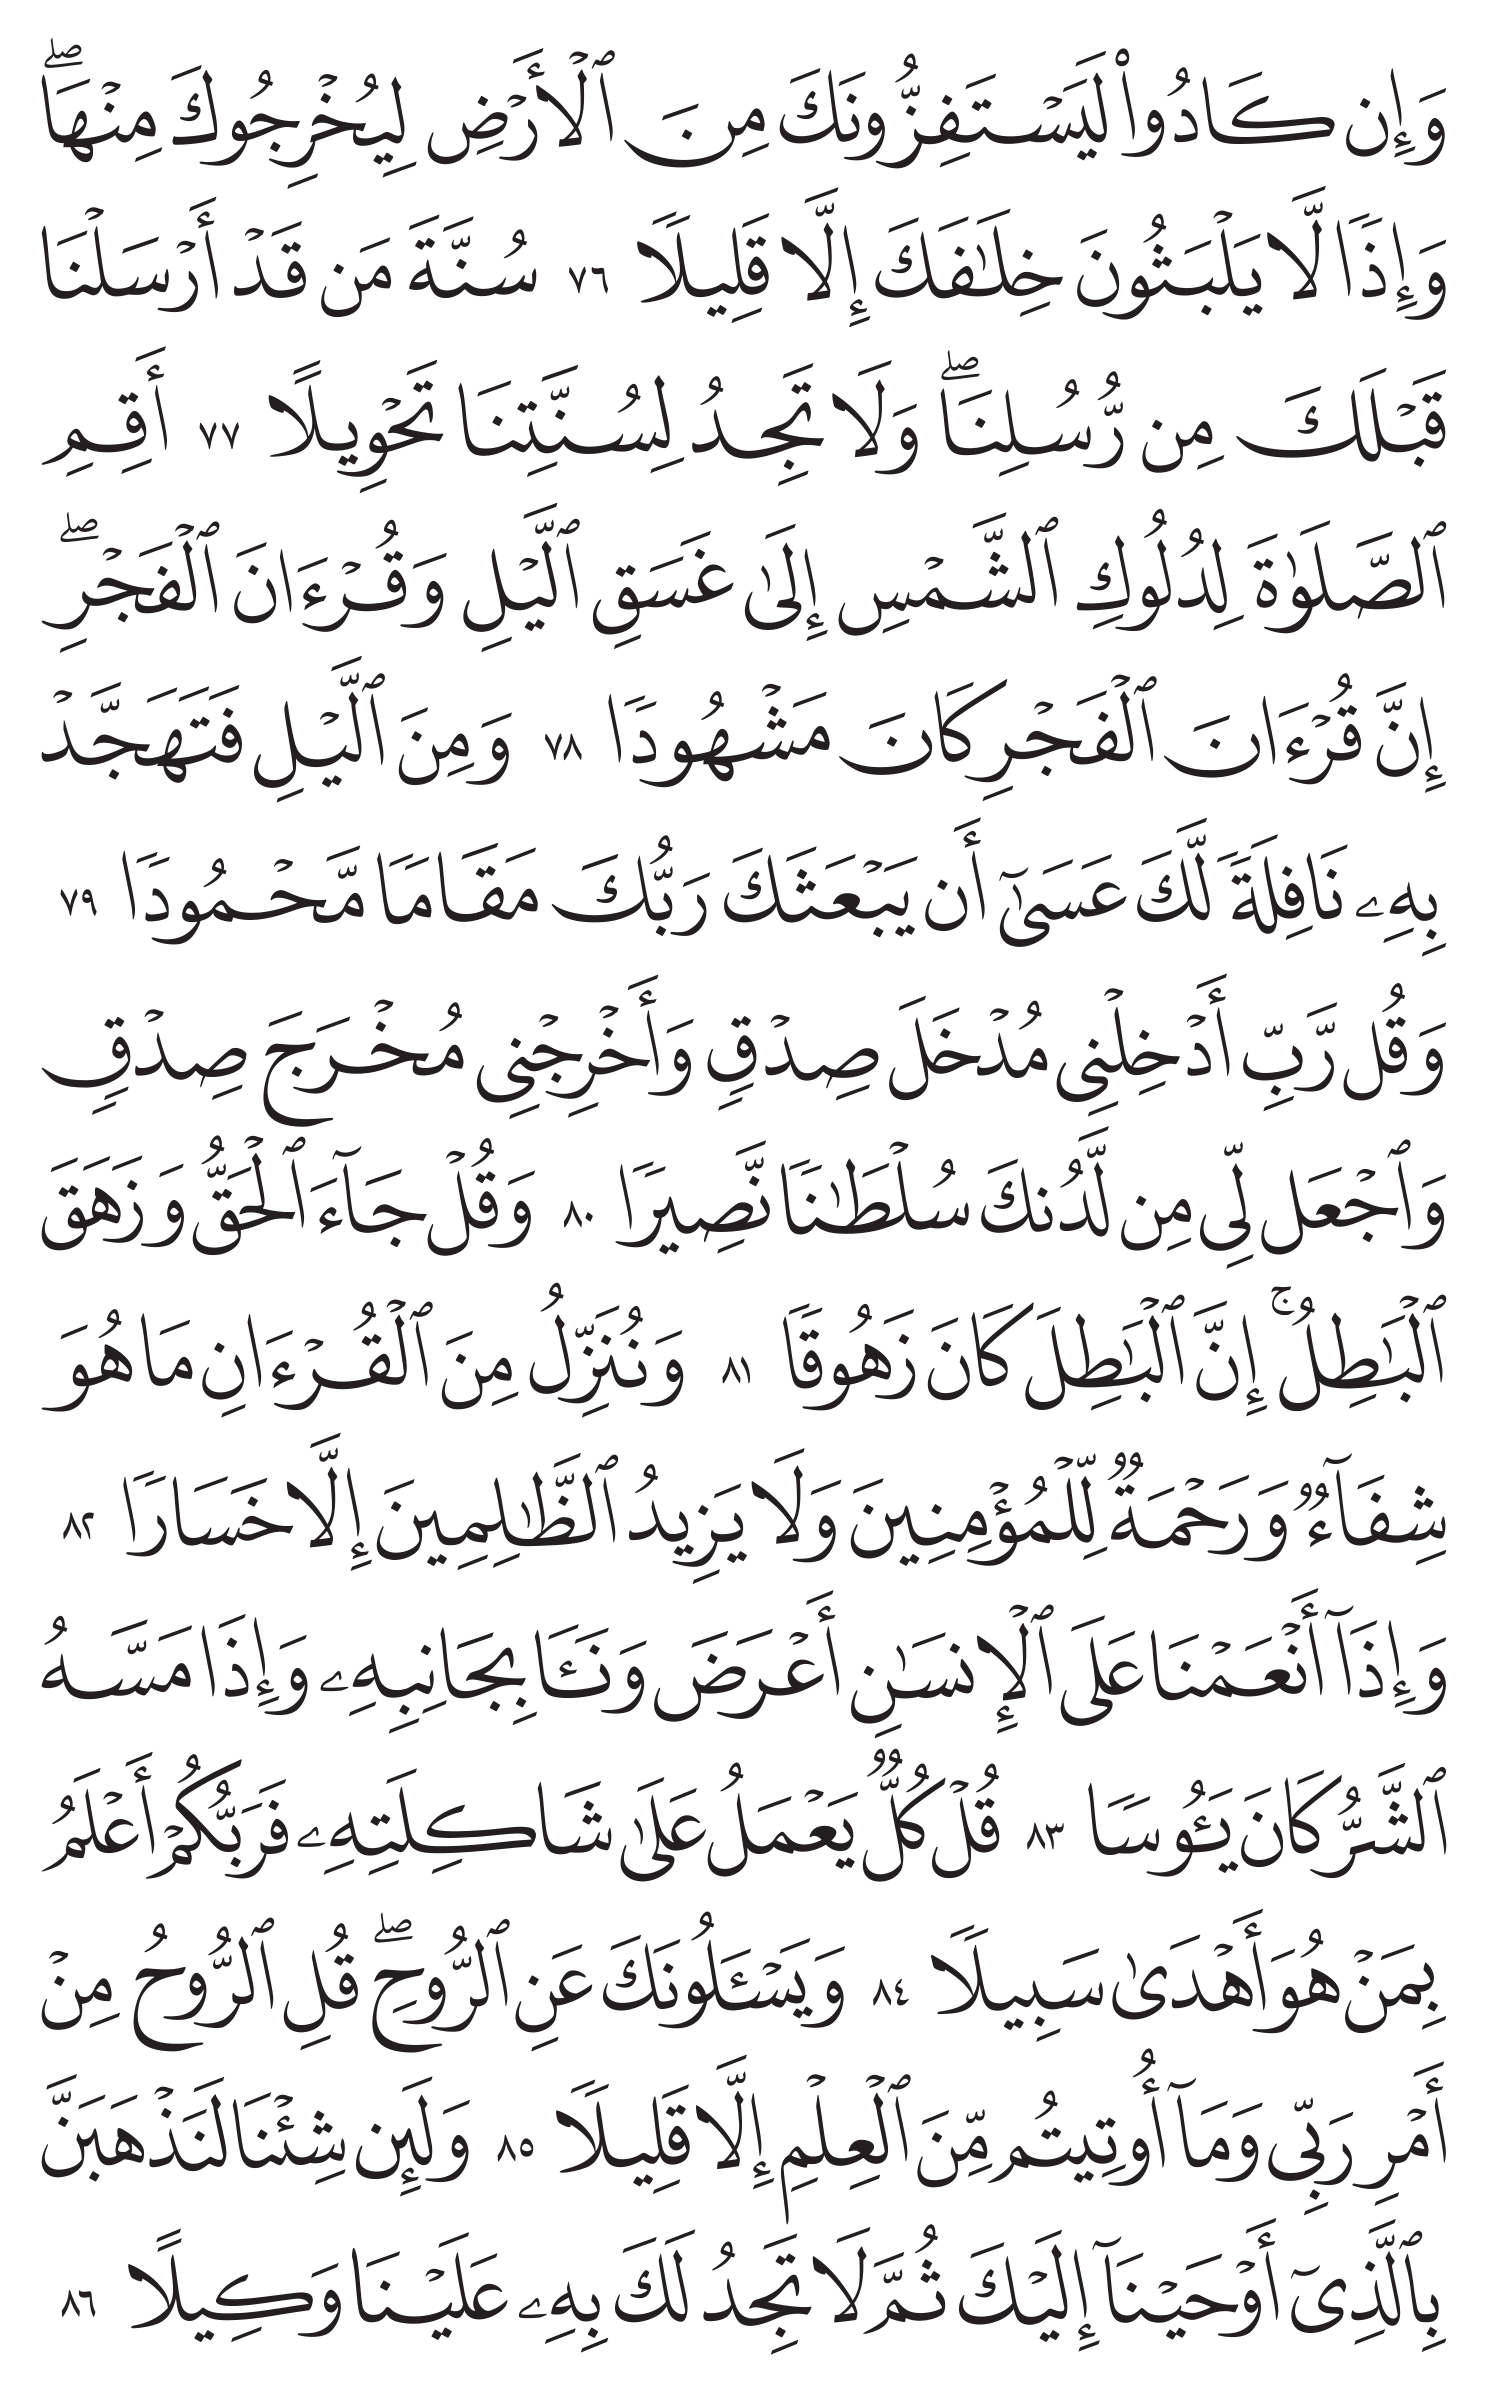 وَإِن كَادُوا۟ لَيَسْتَفِزُّونَكَ مِنَ ٱلْأَرْضِ لِيُخْرِجُوكَ مِنْهَا ۖ
وَإِذًا لَّا يَلْبَثُونَ خِلَـٰفَكَ إِلَّا قَلِيلًا ٧٦ سُنَّةَ مَن قَدْ أَرْسَلْنَا
قَبْلَكَ مِن رُّسُلِنَا ۖ وَلَا تَجِدُ لِسُنَّتِنَا تَحْوِيلًا ٧٧ أَقِمِ
ٱلصَّلَوٰةَ لِدُلُوكِ ٱلشَّمْسِ إِلَىٰ غَسَقِ ٱلَّيْلِ وَقُرْءَانَ ٱلْفَجْرِ ۖ
إِنَّ قُرْءَانَ ٱلْفَجْرِ كَانَ مَشْهُودًا ٧٨ وَمِنَ ٱلَّيْلِ فَتَهَجَّدْ
بِهِۦ نَافِلَةً لَّكَ عَسَىٰٓ أَن يَبْعَثَكَ رَبُّكَ مَقَامًا مَّحْمُودًا ٧٩
وَقُل رَّبِّ أَدْخِلْنِى مُدْخَلَ صِدْقٍ وَأَخْرِجْنِى مُخْرَجَ صِدْقٍ
وَٱجْعَل لِّى مِن لَّدُنكَ سُلْطَـٰنًا نَّصِيرًا ٨٠ وَقُلْ جَآءَ ٱلْحَقُّ وَزَهَقَ
ٱلْبَـٰطِلُ ۚ إِنَّ ٱلْبَـٰطِلَ كَانَ زَهُوقًا ٨١ وَنُنَزِّلُ مِنَ ٱلْقُرْءَانِ مَا هُوَ
شِفَآءٌ وَرَحْمَةٌ لِّلْمُؤْمِنِينَ وَلَا يَزِيدُ ٱلظَّـٰلِمِينَ إِلَّا خَسَارًا ٨٢
وَإِذَآ أَنْعَمْنَا عَلَى ٱلْإِنسَـٰنِ أَعْرَضَ وَنَـَٔا بِجَانِبِهِۦ وَإِذَا مَسَّهُ
ٱلشَّرُّ كَانَ يَـُٔوسًا ٨٣ قُلْ كُلٌّ يَعْمَلُ عَلَىٰ شَاكِلَتِهِۦ فَرَبُّكُمْ أَعْلَمُ
بِمَنْ هُوَ أَهْدَىٰ سَبِيلًا ٨٤ وَيَسْـَٔلُونَكَ عَنِ ٱلرُّوحِ ۖ قُلِ ٱلرُّوحُ مِنْ
أَمْرِ رَبِّى وَمَآ أُوتِيتُم مِّنَ ٱلْعِلْمِ إِلَّا قَلِيلًا ٨٥ وَلَئِن شِئْنَا لَنَذْهَبَنَّ
بِٱلَّذِىٓ أَوْحَيْنَآ إِلَيْكَ ثُمَّ لَا تَجِدُ لَكَ بِهِۦ عَلَيْنَا وَكِيلًا ٨٦